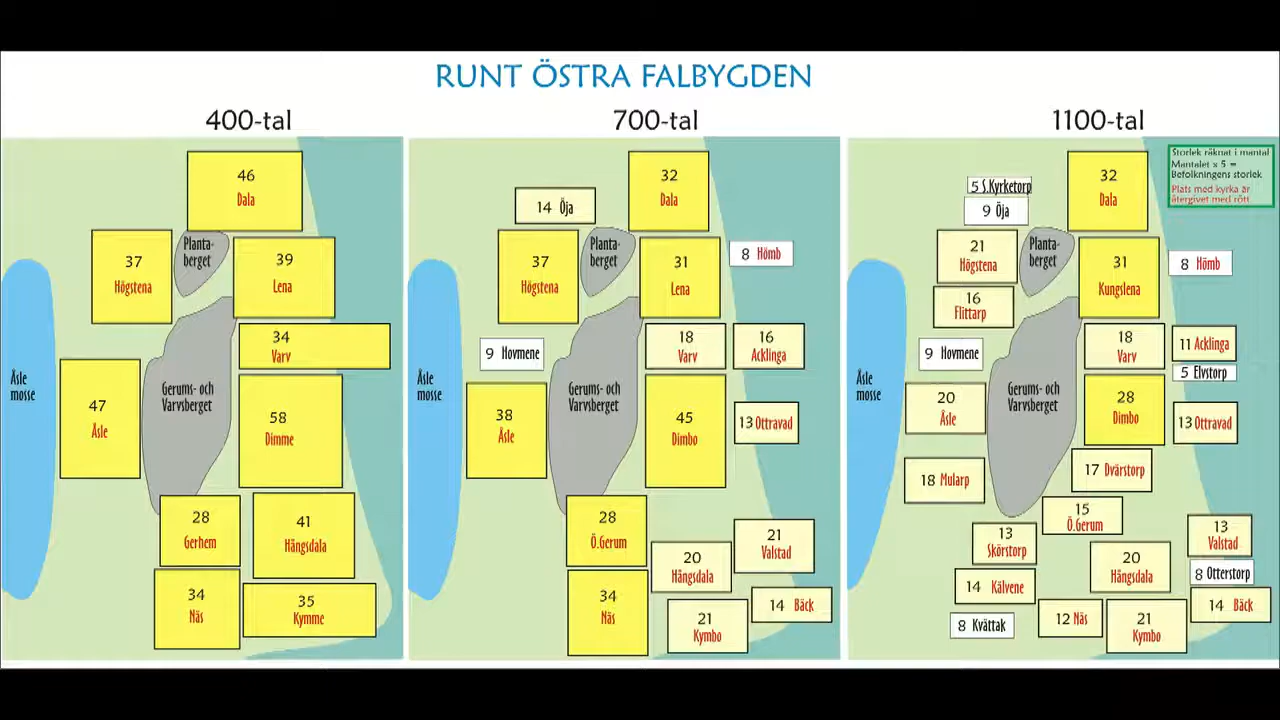 RUNT ÖSTRA FALBYGDEN
400-tal
46
Dala
Planta-
berget
37
Högstena
39
Lena
34
Varv
Åsle
mosse
47
Åsle
Gerums- och
Varvsberget
58
Dimme
28
Gerhem
41
Hångsdala
34
Näs
35
Kymme
700-tal
32
Dala
14 Öja
Planta-
berget
37
Högstena
31
Lena
8 Hömb
9 Hovmene
18
Varv
16
Acklinga
Åsle
mosse
38
Åsle
Gerums- och
Varvsberget
45
Dimbo
13 Ottravad
28
Ö.Gerum
20
Hångsdala
21
Valstad
34
Näs
21
Kymbo
14 Bäck
1100-tal
Storlek räknat i mantal
Mantalet x 5 =
Befolkningens storlek
Plats med kyrka är
återgivet med rött
32
Dala
5 S.Kyrketorp
9 Öja
21
Högstena
Planta-
berget
31
Kungslena
8 Hömb
16
Flittarp
9 Hovmene
18
Varv
11 Acklinga
5 Elvstorp
Åsle
mosse
20
Åsle
Gerums- och
Varvsberget
28
Dimbo
13 Ottravad
18 Mularp
17 Dvärstorp
15
Ö.Gerum
13
Skörstorp
20
Hångsdala
13
Valstad
8 Otterstorp
14 Kälvene
12 Näs
21
Kymbo
14 Bäck
8 Kvättak